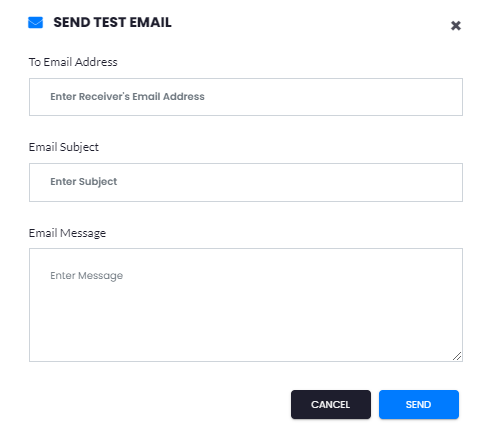 SEND TEST EMAIL
To Email Address
Enter Receiver's Email Address
Email Subject
Enter Subject
Email Message
Enter Message
CANCEL
SEND